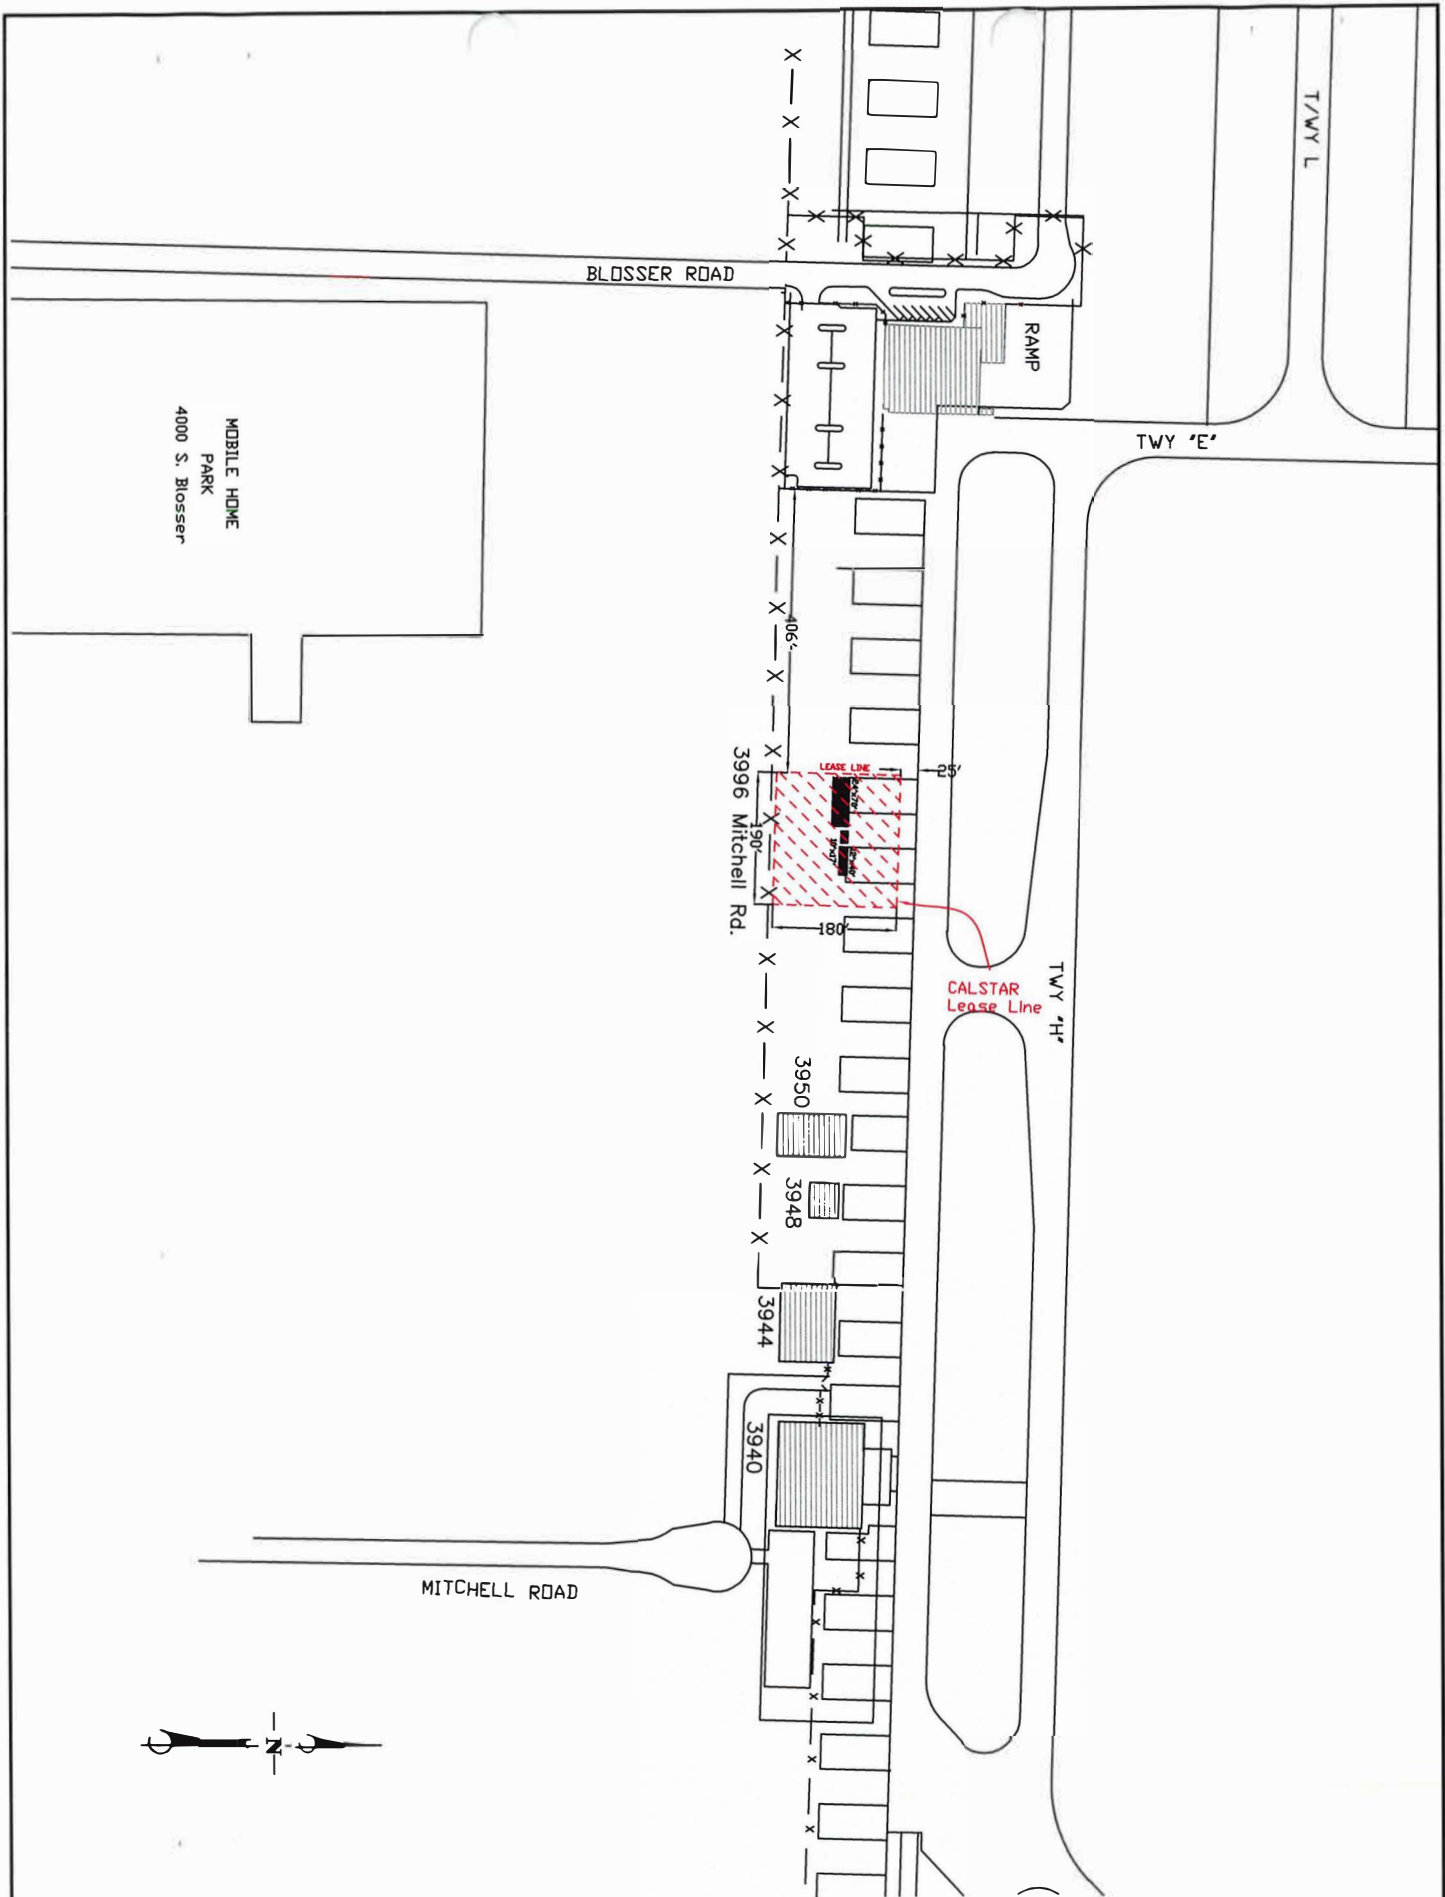 T/WY L
BLOSSER ROAD
RAMP
TWY "E"
MOBILE HOME
PARK
4000 S. Blosser
406'
LEASE LINE
25'
3996 Mitchell Rd.
190'
180'
CALSTAR
Lease Line
TWY "H"
3950
3948
3944
3940
MITCHELL ROAD
N